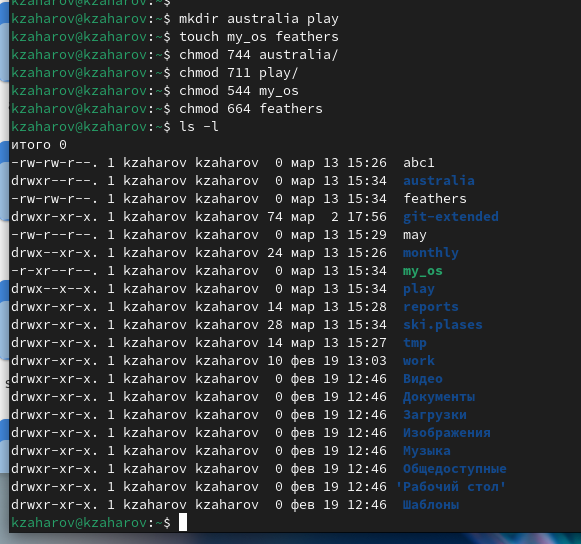 kzaharov@kzaharov:~$
kzaharov@kzaharov:~$ mkdir australia play
kzaharov@kzaharov:~$ touch my_os feathers
kzaharov@kzaharov:~$ chmod 744 australia/
kzaharov@kzaharov:~$ chmod 711 play/
kzaharov@kzaharov:~$ chmod 544 my_os
kzaharov@kzaharov:~$ chmod 664 feathers
kzaharov@kzaharov:~$ ls -l
итого 0
-rw-rw-r--. 1 kzaharov kzaharov  0 мар 13 15:26  abc1
drwxr--r--. 1 kzaharov kzaharov  0 мар 13 15:34  australia
-rw-rw-r--. 1 kzaharov kzaharov  0 мар 13 15:34  feathers
drwxr-xr-x. 1 kzaharov kzaharov 74 мар  2 17:56  git-extended
-rw-r--r--. 1 kzaharov kzaharov  0 мар 13 15:29  may
drwx--xr-x. 1 kzaharov kzaharov 24 мар 13 15:26  monthly
-r-xr--r--. 1 kzaharov kzaharov  0 мар 13 15:34  my_os
drwx--x--x. 1 kzaharov kzaharov  0 мар 13 15:34  play
drwxr-xr-x. 1 kzaharov kzaharov 14 мар 13 15:28  reports
drwxr-xr-x. 1 kzaharov kzaharov 28 мар 13 15:34  ski.plases
drwxr-xr-x. 1 kzaharov kzaharov 14 мар 13 15:27  tmp
drwxr-xr-x. 1 kzaharov kzaharov 10 фев 19 13:03  work
drwxr-xr-x. 1 kzaharov kzaharov  0 фев 19 12:46  Видео
drwxr-xr-x. 1 kzaharov kzaharov  0 фев 19 12:46  Документы
drwxr-xr-x. 1 kzaharov kzaharov  0 фев 19 12:46  Загрузки
drwxr-xr-x. 1 kzaharov kzaharov  0 фев 19 12:46  Изображения
drwxr-xr-x. 1 kzaharov kzaharov  0 фев 19 12:46  Музыка
drwxr-xr-x. 1 kzaharov kzaharov  0 фев 19 12:46  Общедоступные
drwxr-xr-x. 1 kzaharov kzaharov  0 фев 19 12:46 'Рабочий стол'
drwxr-xr-x. 1 kzaharov kzaharov  0 фев 19 12:46  Шаблоны
kzaharov@kzaharov:~$